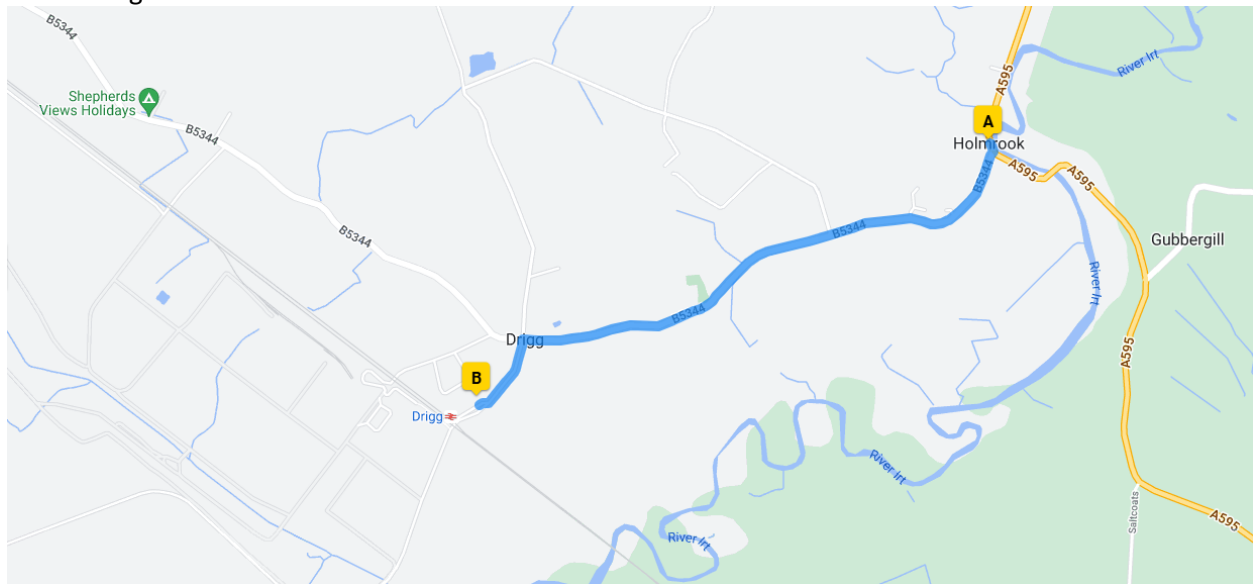 B5344
Shepherds
Views Holidays
B5344
B5344
Drigg
B
Drigg
B5344
B5344
B5344
A
Holmrook
A595
River Irt
A595
A595
Gubbergill
River Irt
A595
River Irt
River Irt
Saltcoats
A595